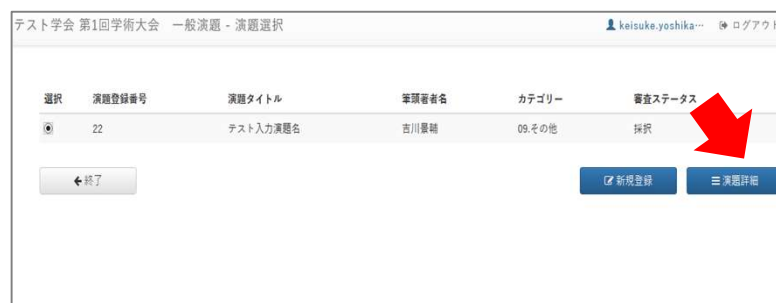 テスト学会 第1回学術大会　一般演題 - 演題選択 keisuke.yoshika… ログアウト
選択 演題登録番号 演題タイトル 筆頭著者名 カテゴリー 審査ステータス
22 テスト入力演題名 吉川景輔 09.その他 採択
終了 新規登録 演題詳細